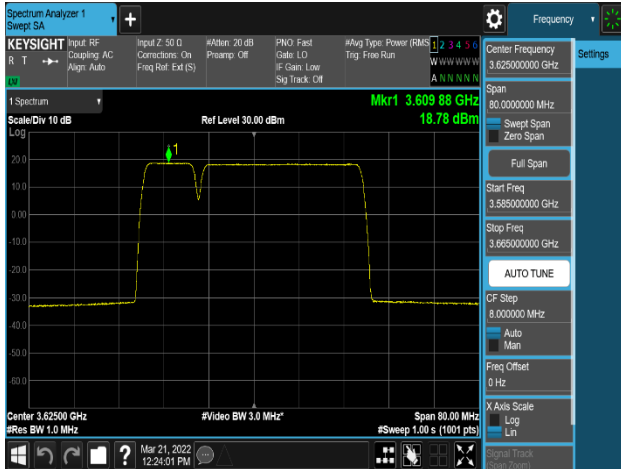 Spectrum Analyzer 1
Swept SA
+
Frequency
KEYSIGHT
R T
LV
Input: RF
Coupling: AC
Align: Auto
Input Z: 50 Ω
Corrections: On
Freq Ref: Ext (S)
#Atten: 20 dB
Preamp: Off
PNO: Fast
Gate: LO
IF Gain: Low
Sig Track: Off
#Avg Type: Power (RMS
Trig: Free Run
1 2 3 4 5 6
W W W W W W
A N N N N N
1 Spectrum
Scale/Div 10 dB
Log
Ref Level 30.00 dBm
Mkr1 3.609 88 GHz
18.78 dBm
1
20.0
10.0
0.00
-10.0
-20.0
-30.0
-40.0
-50.0
-60.0
Center 3.62500 GHz
#Res BW 1.0 MHz
#Video BW 3.0 MHz*
Span 80.00 MHz
#Sweep 1.00 s (1001 pts)
Mar 21, 2022
12:24:01 PM
?
Center Frequency
3.625000000 GHz
Span
80.0000000 MHz
Swept Span
Zero Span
Full Span
Start Freq
3.585000000 GHz
Stop Freq
3.665000000 GHz
AUTO TUNE
CF Step
8.000000 MHz
Auto
Man
Freq Offset
0 Hz
X Axis Scale
Log
Lin
Signal Track
(Span Zoom)
Settings